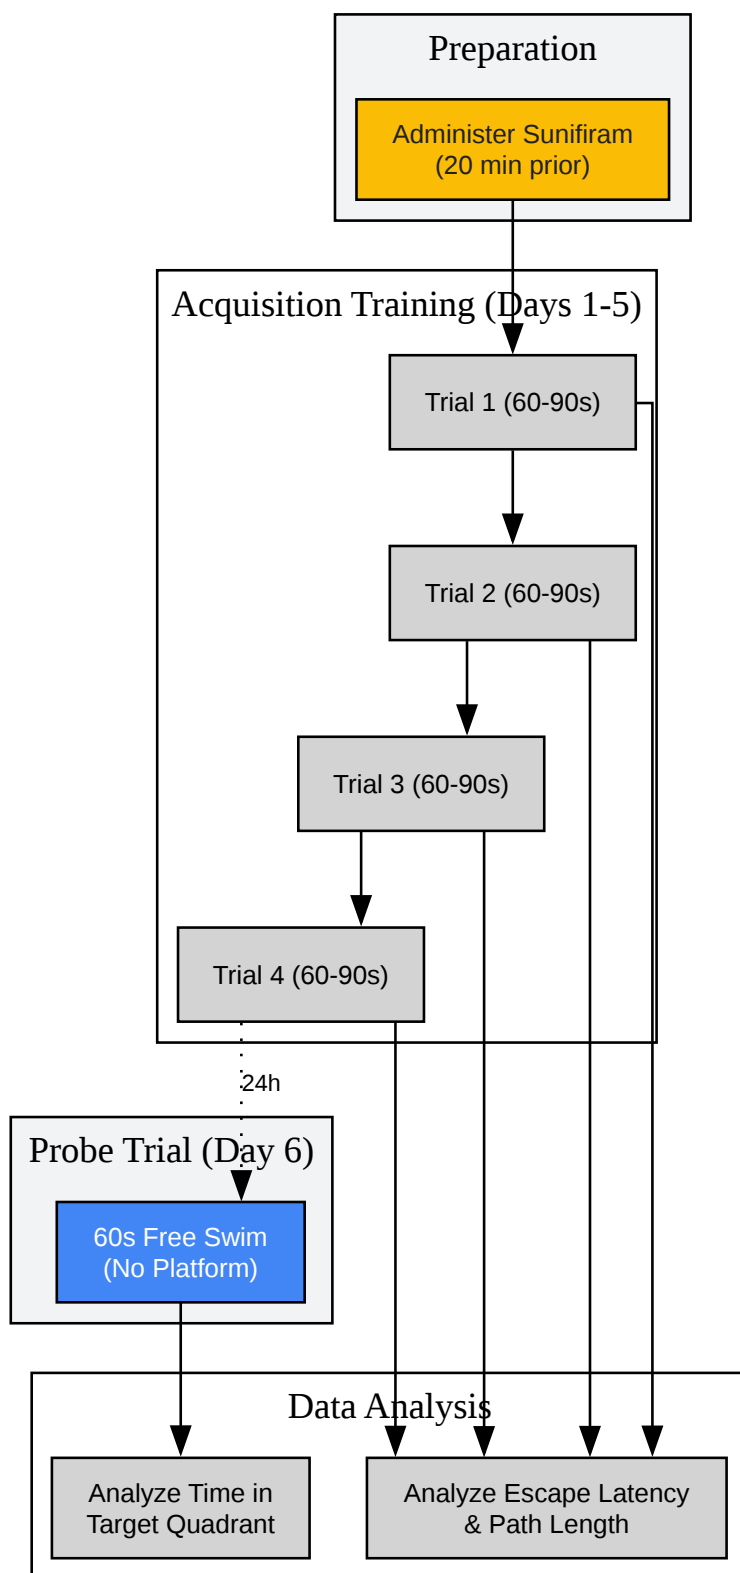 Preparation
Administer Sunifiram
(20 min prior)
Acquisition Training (Days 1-5)
Trial 1 (60-90s)
Trial 2 (60-90s)
Trial 3 (60-90s)
Trial 4 (60-90s)
24h
Probe Trial (Day 6)
60s Free Swim
(No Platform)
Data Analysis
Analyze Time in
Target Quadrant
Analyze Escape Latency
& Path Length